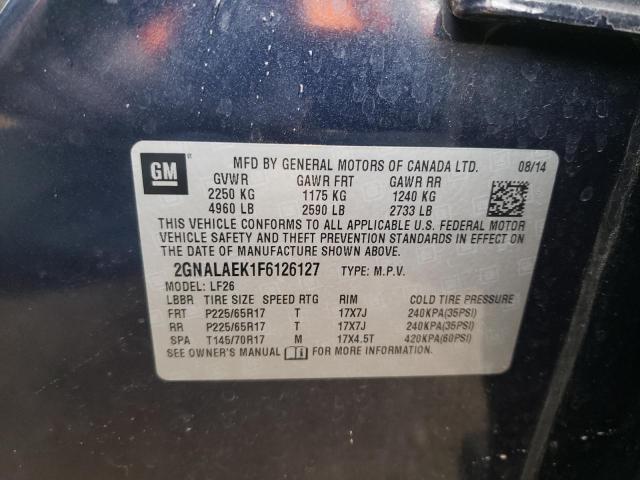 GM
MFD BY GENERAL MOTORS OF CANADA LTD. 08/14
GVWR GAWR FRT GAWR RR
2250 KG 1175 KG 1240 KG
4960 LB 2590 LB 2733 LB
THIS VEHICLE CONFORMS TO ALL APPLICABLE U.S. FEDERAL MOTOR
VEHICLE SAFETY AND THEFT PREVENTION STANDARDS IN EFFECT ON
THE DATE OF MANUFACTURE SHOWN ABOVE.
2GNALAEK1F6126127 TYPE: M.P.V.
MODEL: LF26
LBBR TIRE SIZE SPEED RTG RIM COLD TIRE PRESSURE
FRT P225/65R17 T 17X7J 240KPA(35PSI)
RR P225/65R17 T 17X7J 240KPA(35PSI)
SPA T145/70R17 M 17X4.5T 420KPA(60PSI)
SEE OWNER'S MANUAL FOR MORE INFORMATION.